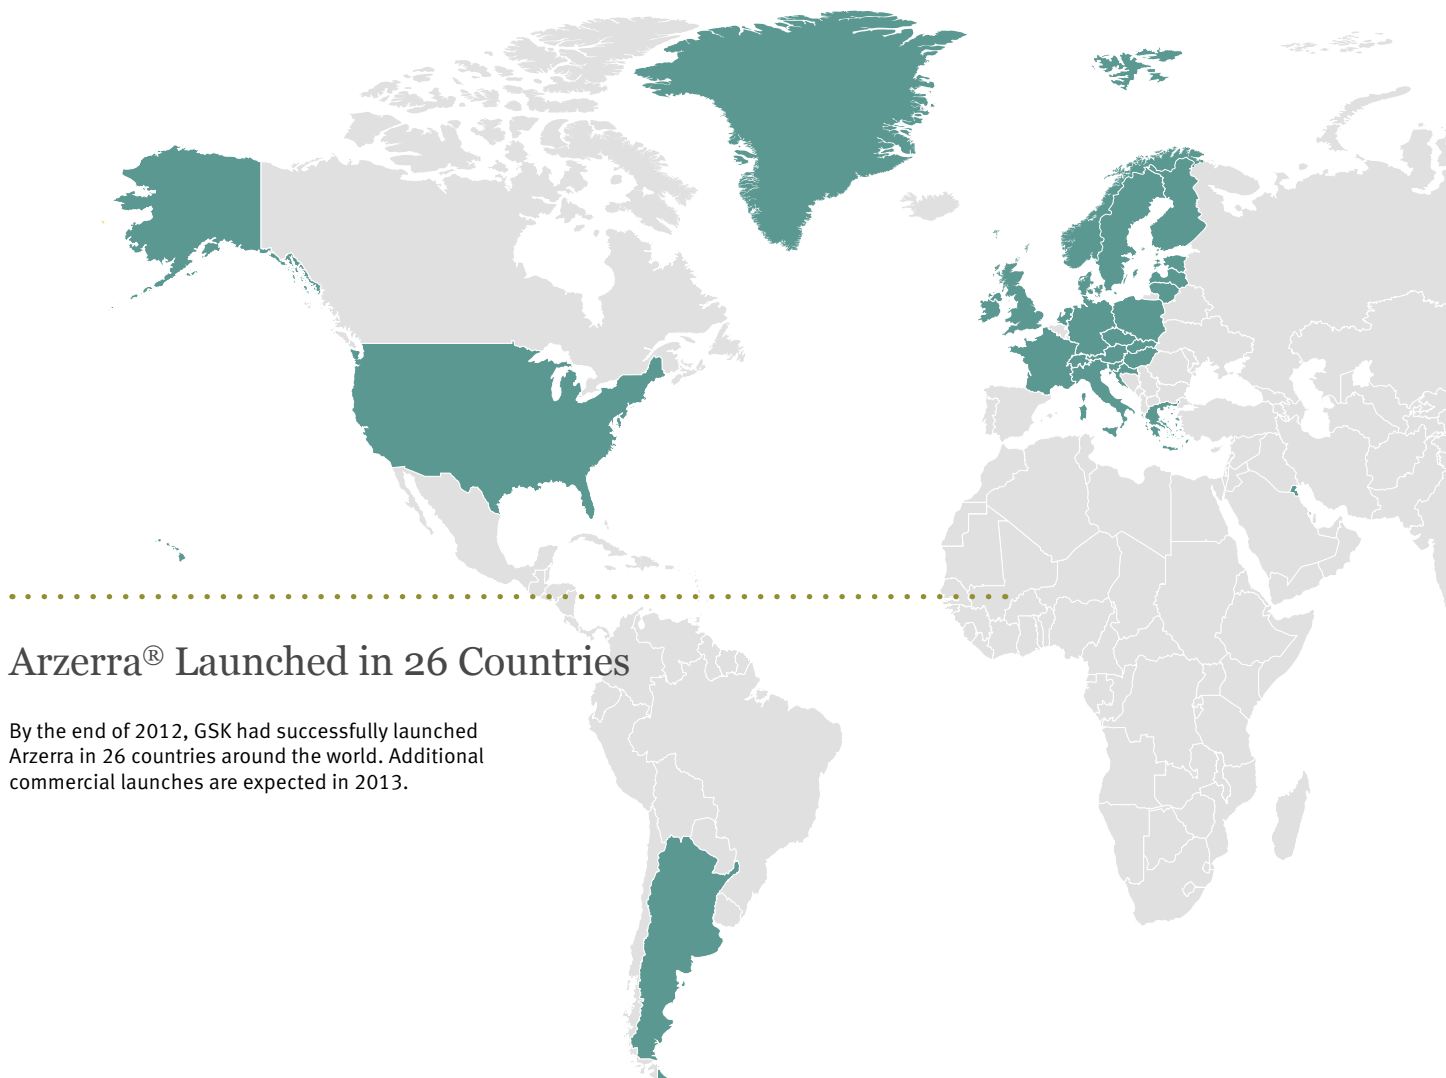 Arzerra® Launched in 26 Countries
By the end of 2012, GSK had successfully launched
Arzerra in 26 countries around the world. Additional
commercial launches are expected in 2013.